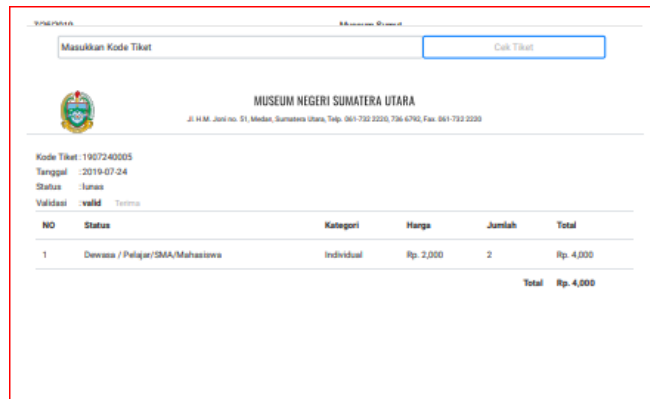 Masukkan Kode Tiket Cek Tiket
MUSEUM NEGERI SUMATERA UTARA
Jl. H.M. Joni no. 51, Medan, Sumatera Utara, Telp. 061-732 2220, 736 6792, Fax. 061-732 2220
Kode Tiket : 1907240005
Tanggal : 2019-07-24
Status : lunas
Validasi : valid Terima
NO Status Kategori Harga Jumlah Total
1 Dewasa / Pelajar/SMA/Mahasiswa Individual Rp. 2,000 2 Rp. 4,000
Total Rp. 4,000